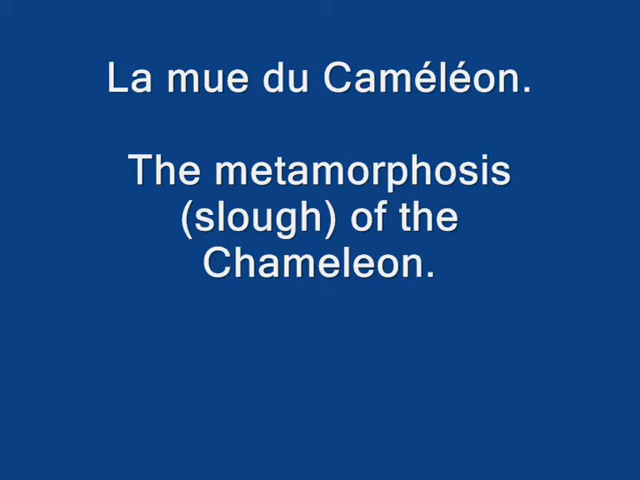 La mue du Caméléon.
The metamorphosis
(slough) of the
Chameleon.